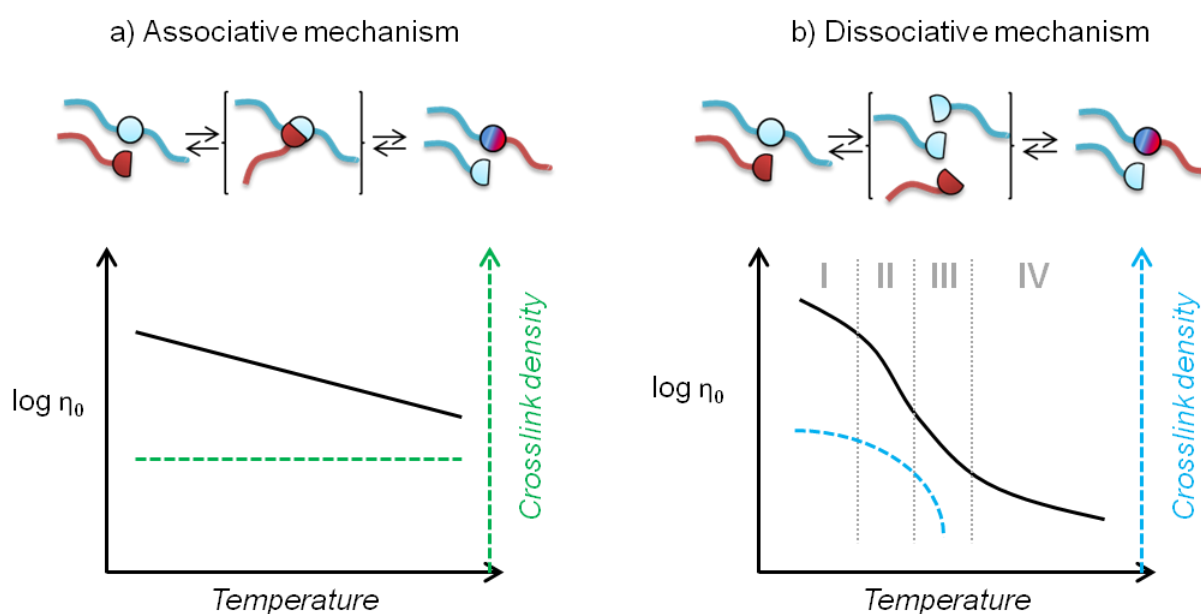 a) Associative mechanism
log η₀
Temperature
Crosslink density
b) Dissociative mechanism
I II III IV
log η₀
Temperature
Crosslink density